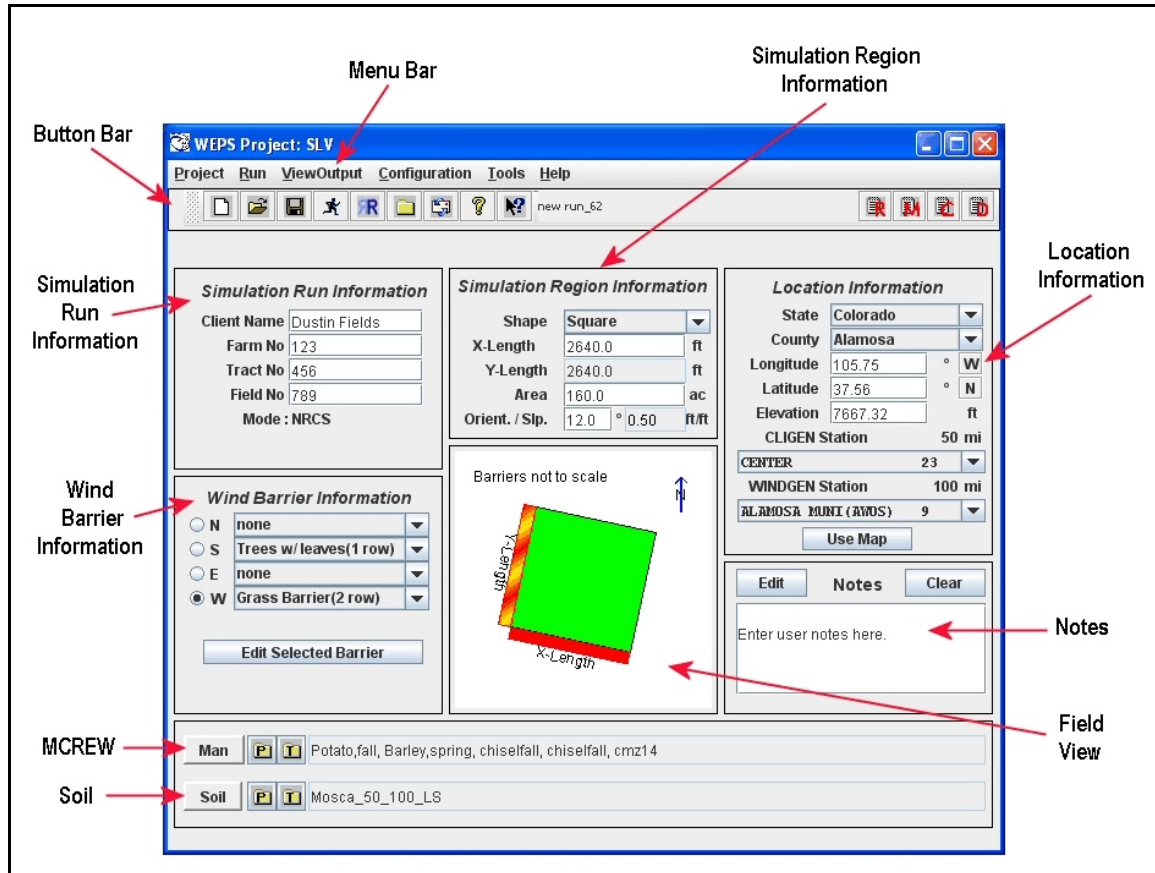 Simulation Region
Information
Menu Bar
Button Bar
WEPS Project: SLV
Project Run ViewOutput Configuration Tools Help
R new run_62 R M C D
Location
Information
Simulation
Run
Information
Simulation Run Information
Client Name Dustin Fields
Farm No 123
Tract No 456
Field No 789
Mode : NRCS
Simulation Region Information
Shape Square
X-Length 2640.0 ft
Y-Length 2640.0 ft
Area 160.0 ac
Orient. / Slp. 12.0 ° 0.50 ft/ft
Location Information
State Colorado
County Alamosa
Longitude 105.75 ° W
Latitude 37.56 ° N
Elevation 7667.32 ft
CLIGEN Station 50 mi
CENTER 23
WINDGEN Station 100 mi
ALAMOSA MUNI(AWOS) 9
Use Map
Wind
Barrier
Information
Wind Barrier Information
N none
S Trees w/ leaves(1 row)
E none
W Grass Barrier(2 row)
Edit Selected Barrier
Barriers not to scale
N
Y-Length
X-Length
Edit Notes Clear
Enter user notes here.
Notes
Field
View
MCREW
Man P T Potato,fall, Barley,spring, chiselfall, chiselfall, cmz14
Soil
Soil P T Mosca_50_100_LS